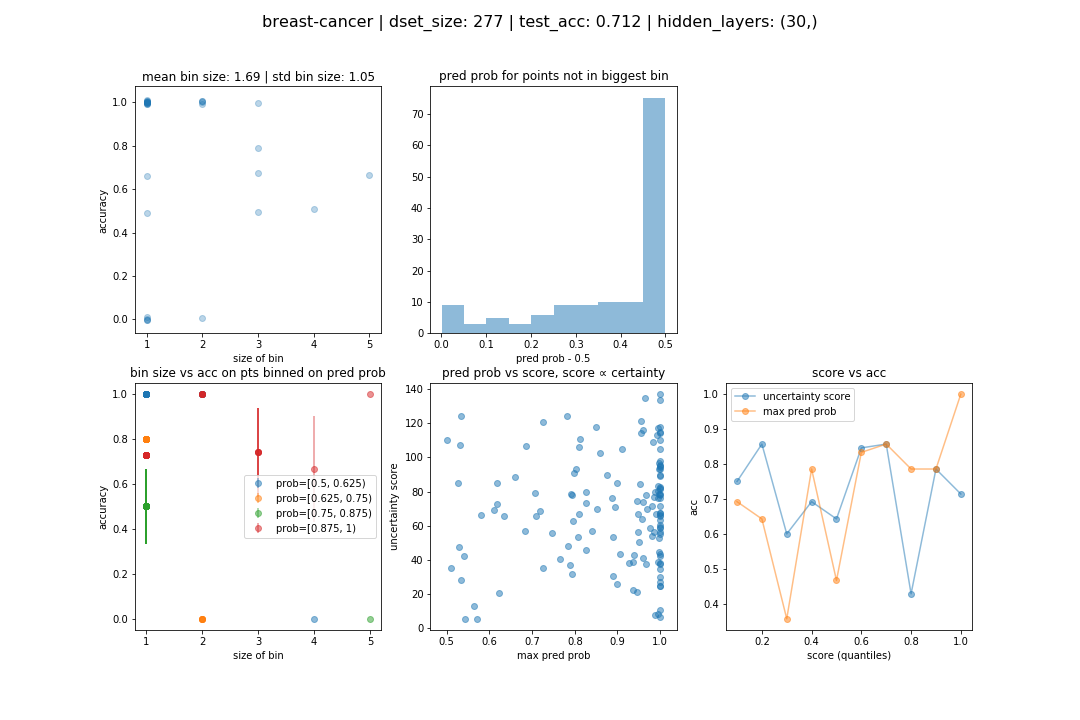 breast-cancer | dset_size: 277 | test_acc: 0.712 | hidden_layers: (30,)
mean bin size: 1.69 | std bin size: 1.05
1.0
0.8
0.6
0.4
0.2
0.0
accuracy
1 2 3 4 5
size of bin
pred prob for points not in biggest bin
70
60
50
40
30
20
10
0
0.0 0.1 0.2 0.3 0.4 0.5
pred prob - 0.5
bin size vs acc on pts binned on pred prob
1.0
0.8
0.6
0.4
0.2
0.0
accuracy
prob=[0.5, 0.625)
prob=[0.625, 0.75)
prob=[0.75, 0.875)
prob=[0.875, 1)
1 2 3 4 5
size of bin
pred prob vs score, score ∝ certainty
140
120
100
80
60
40
20
0
uncertainty score
0.5 0.6 0.7 0.8 0.9 1.0
max pred prob
score vs acc
uncertainty score
max pred prob
1.0
0.9
0.8
0.7
0.6
0.5
0.4
acc
0.2 0.4 0.6 0.8 1.0
score (quantiles)